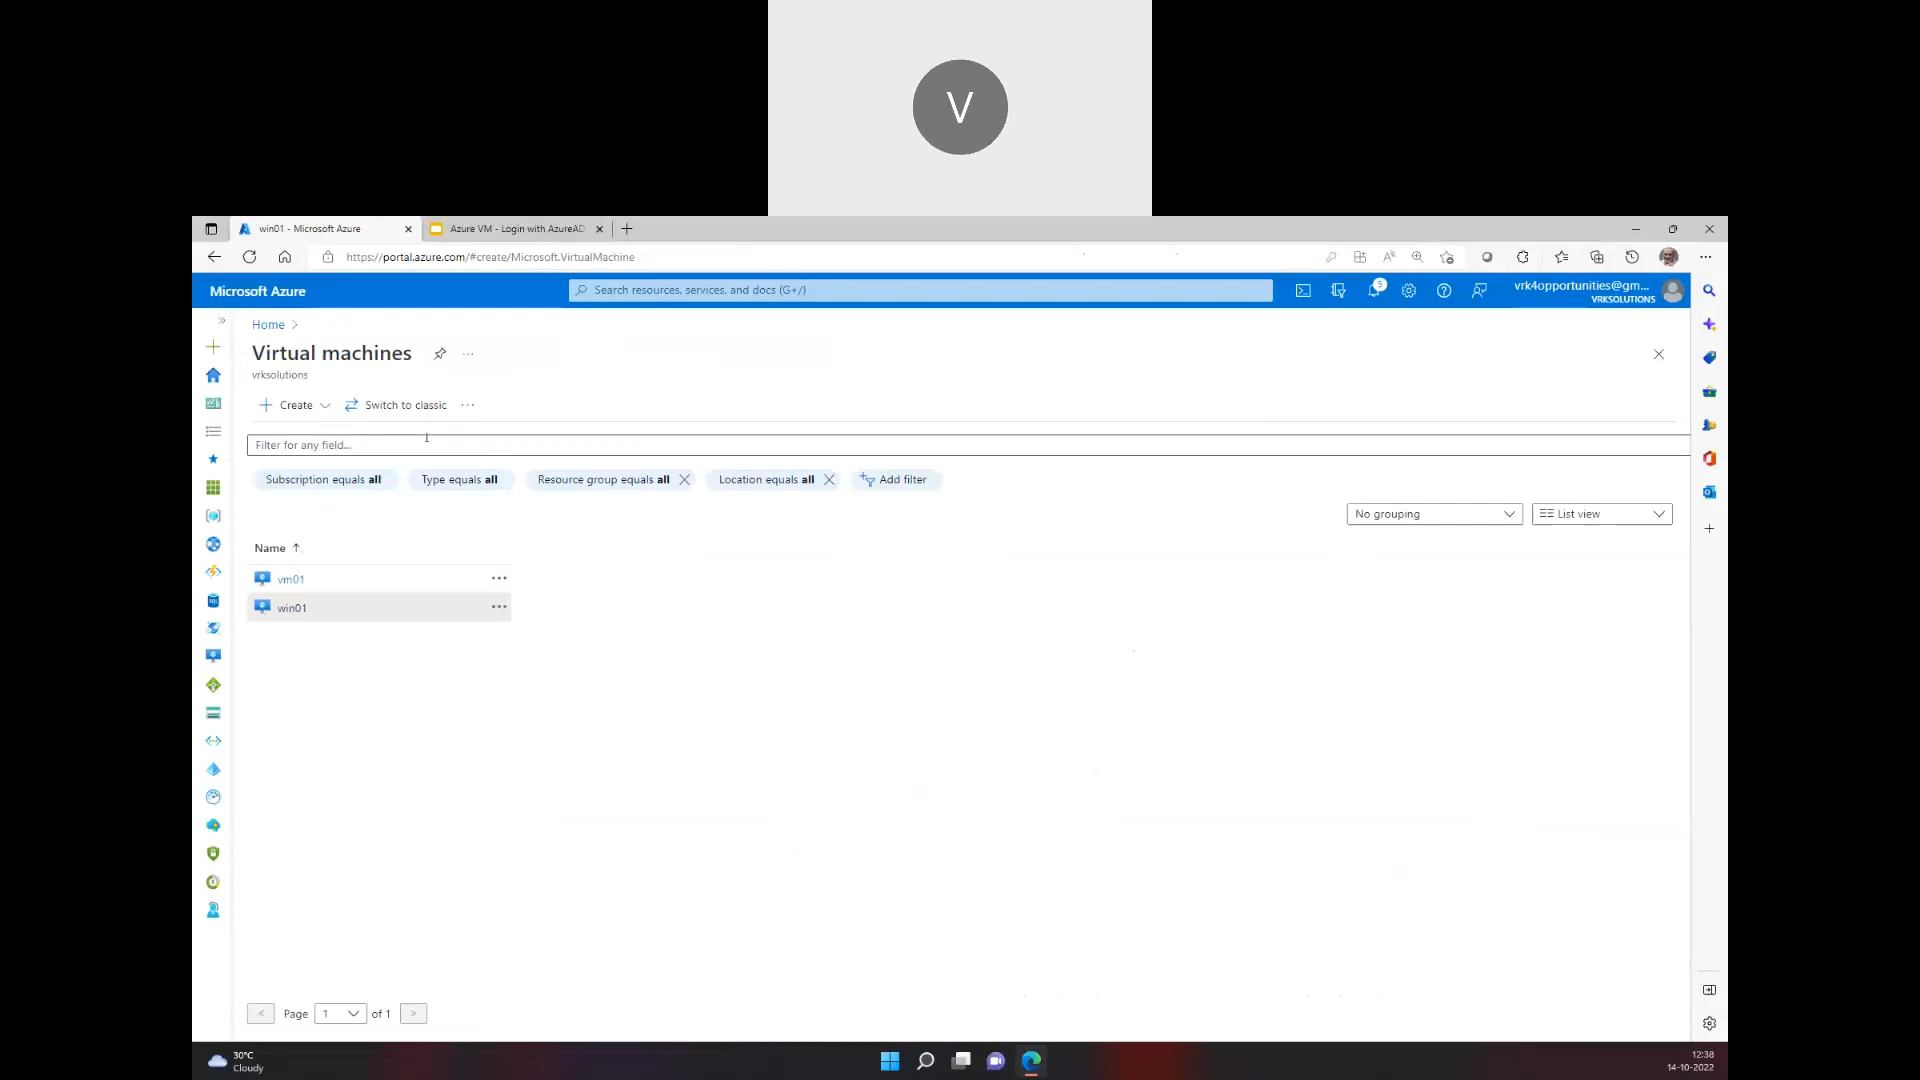 V
win01 - Microsoft Azure
Azure VM - Login with AzureAD
https://portal.azure.com/#create/Microsoft.VirtualMachine
Microsoft Azure
Search resources, services, and docs (G+/)
5
vrk4opportunities@gm...
VRKSOLUTIONS
Home
Virtual machines
vrksolutions
Create
Switch to classic
Filter for any field...
Subscription equals all
Type equals all
Resource group equals all
Location equals all
Add filter
No grouping
List view
Name
vm01
win01
< Page 1 of 1 >
30°C
Cloudy
12:38
14-10-2022